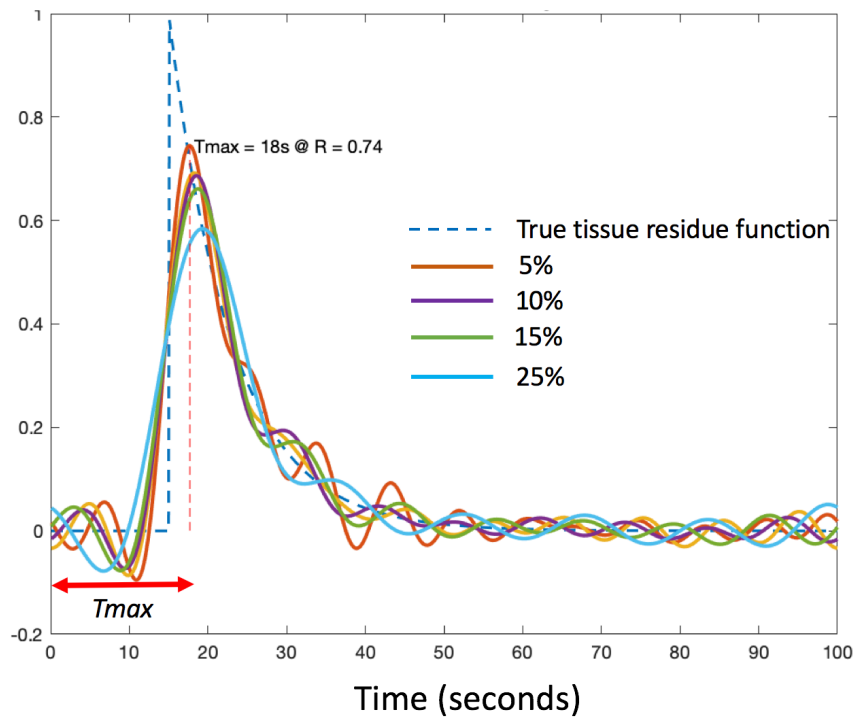 1
0.8
Tmax = 18s @ R = 0.74
0.6
True tissue residue function
5%
0.4
10%
15%
25%
0.2
0
Tmax
-0.2
0 10 20 30 40 50 60 70 80 90 100
Time (seconds)